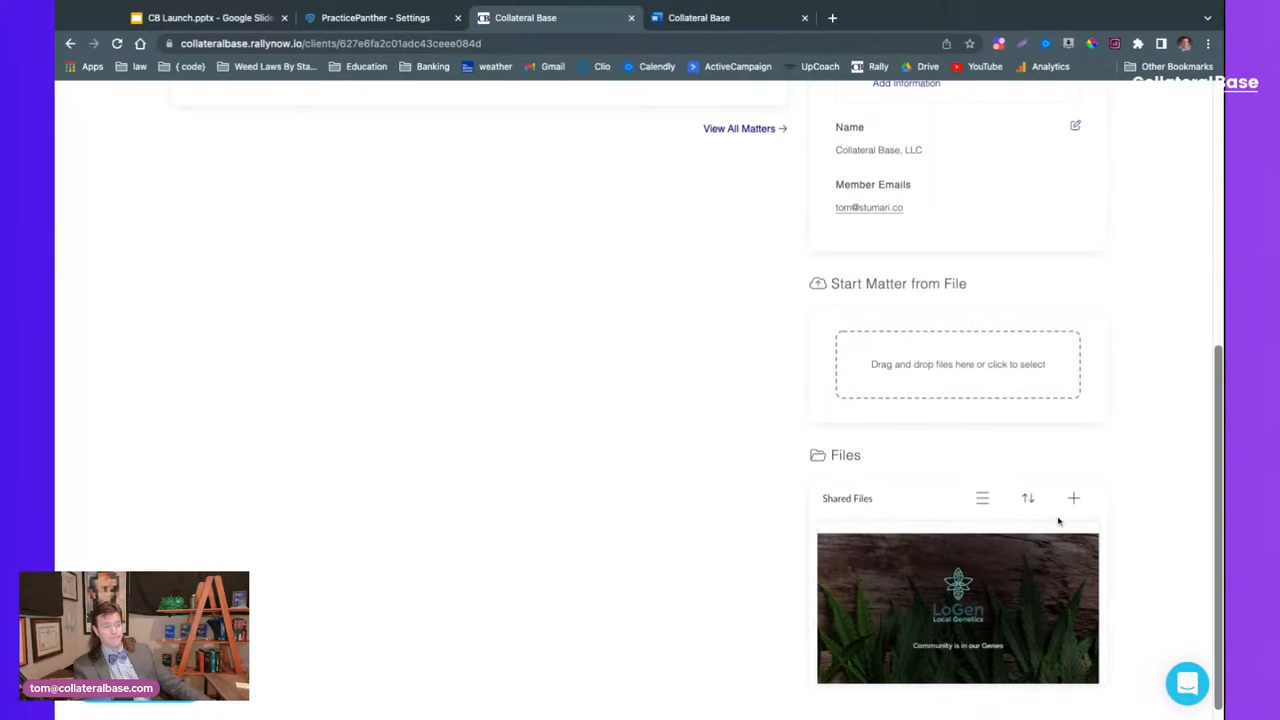 CB Launch.pptx - Google Slide
PracticePanther - Settings
Collateral Base
Collateral Base
collateralbase.rallynow.io/clients/627e6fa2c01adc43ceee084d
Apps
law
{ code}
Weed Laws By Sta...
Education
Banking
weather
Gmail
Clio
Calendly
ActiveCampaign
UpCoach
Rally
Drive
YouTube
Analytics
Other Bookmarks
CollateralBase
Add Information
View All Matters →
Name
Collateral Base, LLC
Member Emails
tom@stumari.co
Start Matter from File
Drag and drop files here or click to select
Files
Shared Files
LoGen
Local Genetics
Community is in our Genes
tom@collateralbase.com